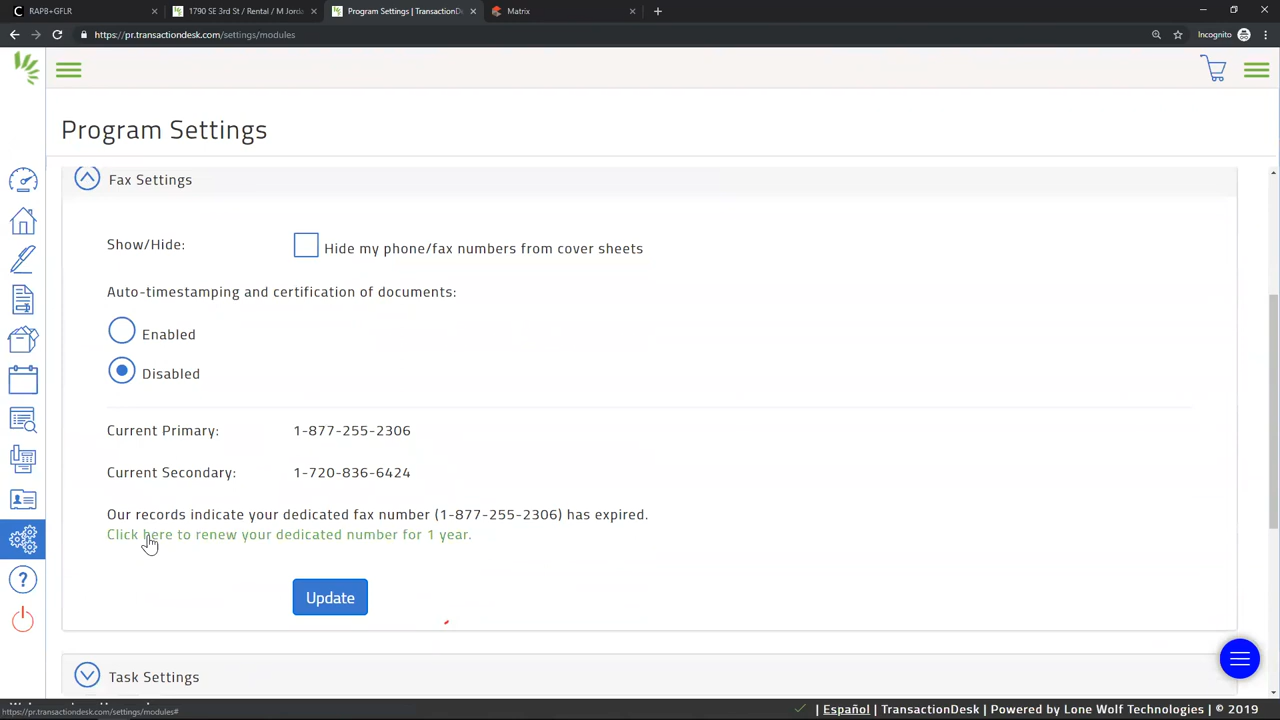 RAPB+GFLR
1790 SE 3rd St / Rental / M Jorda
Program Settings | TransactionDe
Matrix
https://pr.transactiondesk.com/settings/modules
Incognito
Program Settings
Fax Settings
Show/Hide:
Hide my phone/fax numbers from cover sheets
Auto-timestamping and certification of documents:
Enabled
Disabled
Current Primary: 1-877-255-2306
Current Secondary: 1-720-836-6424
Our records indicate your dedicated fax number (1-877-255-2306) has expired.
Click here to renew your dedicated number for 1 year.
Update
Task Settings
https://pr.transactiondesk.com/settings/modules#
| Español | TransactionDesk | Powered by Lone Wolf Technologies | © 2019